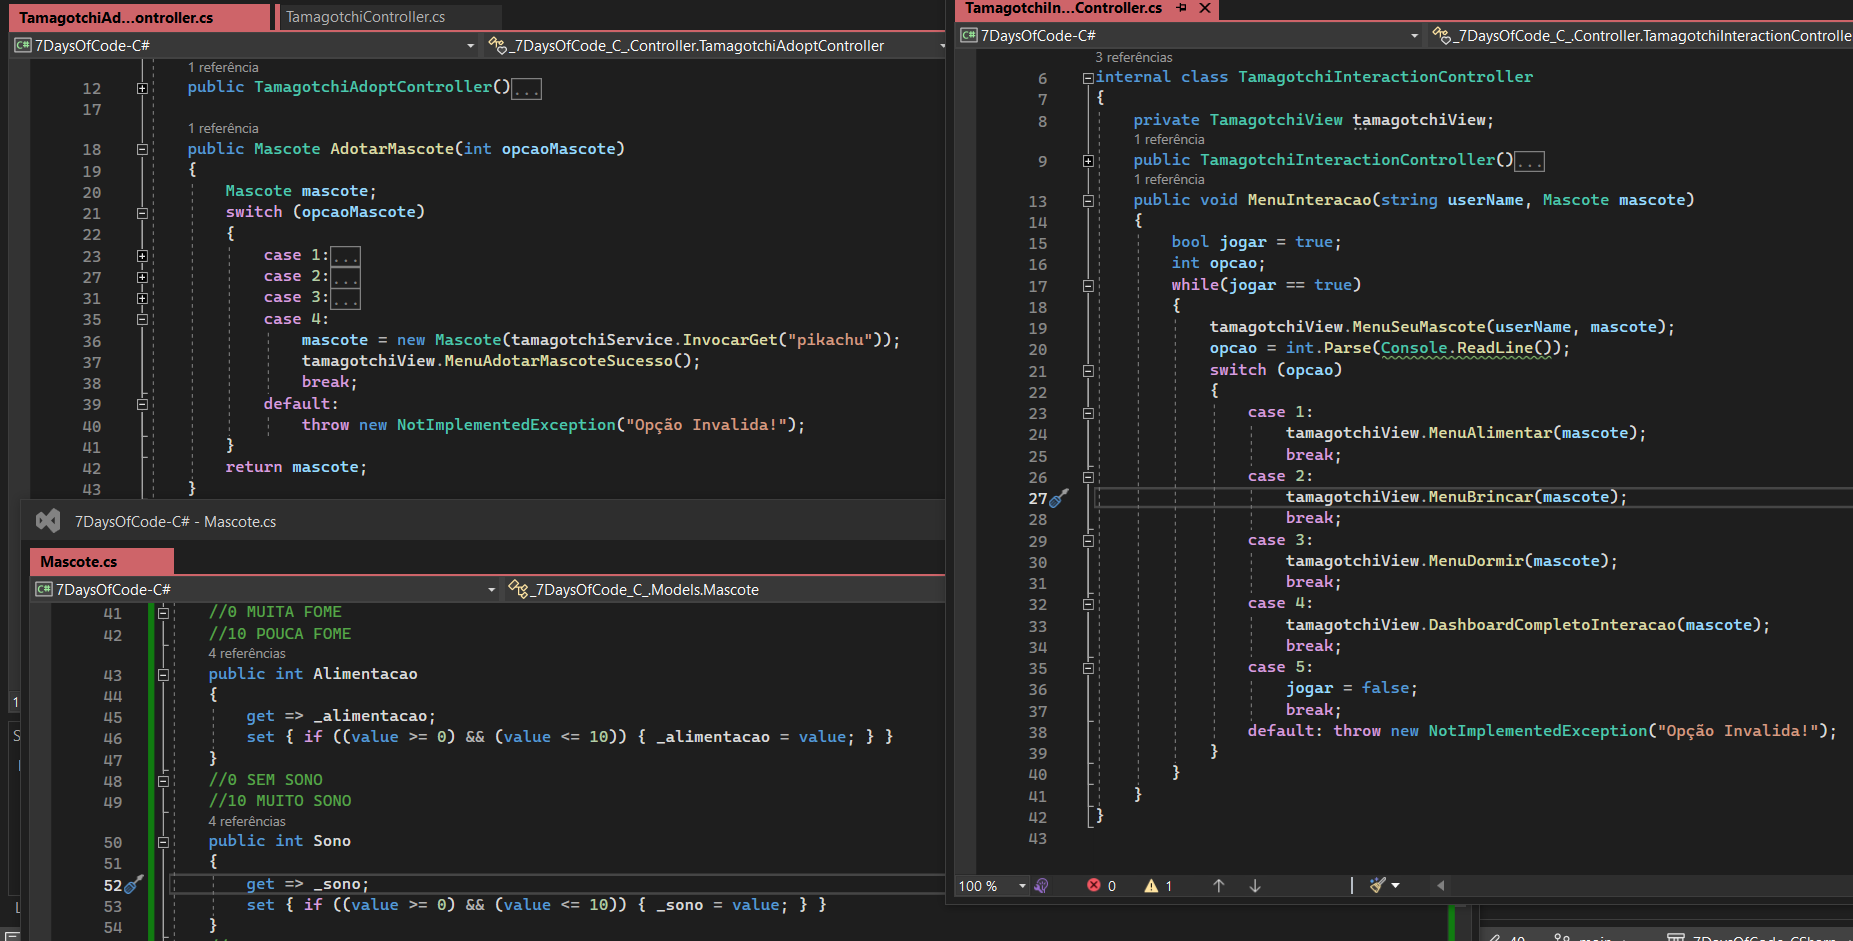 TamagotchiAd...ontroller.cs
TamagotchiController.cs
C# 7DaysOfCode-C#
_7DaysOfCode_C_.Controller.TamagotchiAdoptController
1 referência
12 public TamagotchiAdoptController()...
17
1 referência
18 public Mascote AdotarMascote(int opcaoMascote)
19 {
20 Mascote mascote;
21 switch (opcaoMascote)
22 {
23 case 1:...
27 case 2:...
31 case 3:...
35 case 4:
36 mascote = new Mascote(tamagotchiService.InvocarGet("pikachu"));
37 tamagotchiView.MenuAdotarMascoteSucesso();
38 break;
39 default:
40 throw new NotImplementedException("Opção Invalida!");
41 }
42 return mascote;
43 }
7DaysOfCode-C# - Mascote.cs
Mascote.cs
C# 7DaysOfCode-C#
_7DaysOfCode_C_.Models.Mascote
41 //0 MUITA FOME
42 //10 POUCA FOME
4 referências
43 public int Alimentacao
44 {
45 get => _alimentacao;
46 set { if ((value >= 0) && (value <= 10)) { _alimentacao = value; } }
47 }
48 //0 SEM SONO
49 //10 MUITO SONO
4 referências
50 public int Sono
51 {
52 get => _sono;
53 set { if ((value >= 0) && (value <= 10)) { _sono = value; } }
54 }
TamagotchiIn...Controller.cs
C# 7DaysOfCode-C#
_7DaysOfCode_C_.Controller.TamagotchiInteractionControlle
3 referências
6 internal class TamagotchiInteractionController
7 {
8 private TamagotchiView tamagotchiView;
1 referência
9 public TamagotchiInteractionController()...
1 referência
13 public void MenuInteracao(string userName, Mascote mascote)
14 {
15 bool jogar = true;
16 int opcao;
17 while(jogar == true)
18 {
19 tamagotchiView.MenuSeuMascote(userName, mascote);
20 opcao = int.Parse(Console.ReadLine());
21 switch (opcao)
22 {
23 case 1:
24 tamagotchiView.MenuAlimentar(mascote);
25 break;
26 case 2:
27 tamagotchiView.MenuBrincar(mascote);
28 break;
29 case 3:
30 tamagotchiView.MenuDormir(mascote);
31 break;
32 case 4:
33 tamagotchiView.DashboardCompletoInteracao(mascote);
34 break;
35 case 5:
36 jogar = false;
37 break;
38 default: throw new NotImplementedException("Opção Invalida!");
39 }
40 }
41 }
42 }
43
100 % 0 1